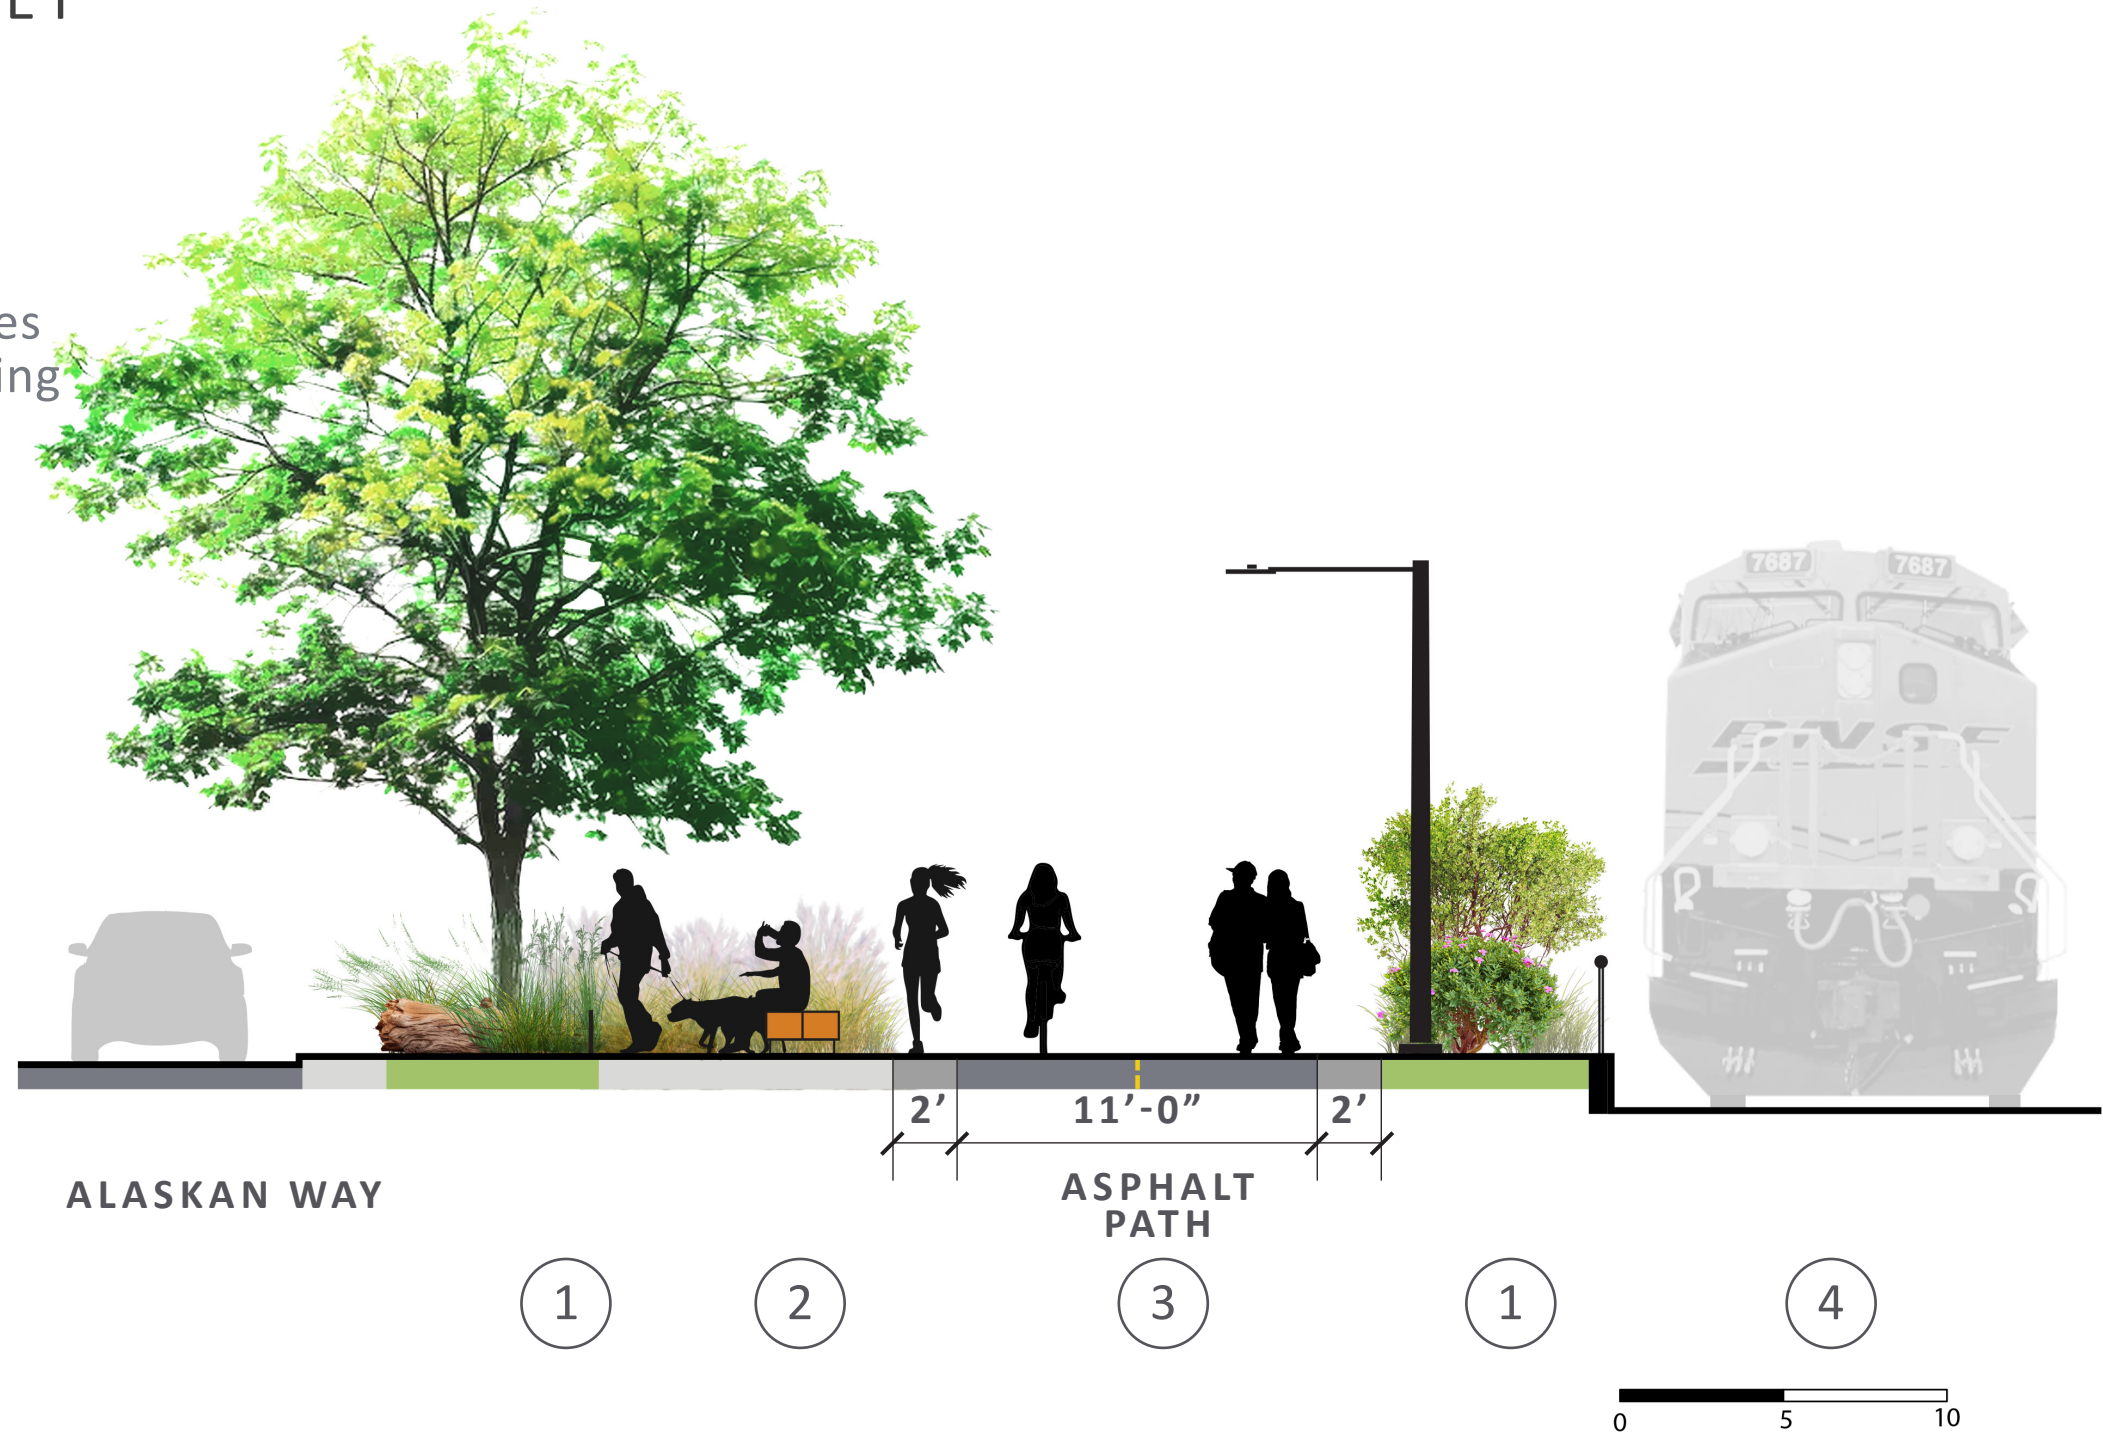 es
ing
7687 7687
BNSF
2’ 11’-0” 2’
ALASKAN WAY
ASPHALT
PATH
1 2 3 1 4
0 5 10